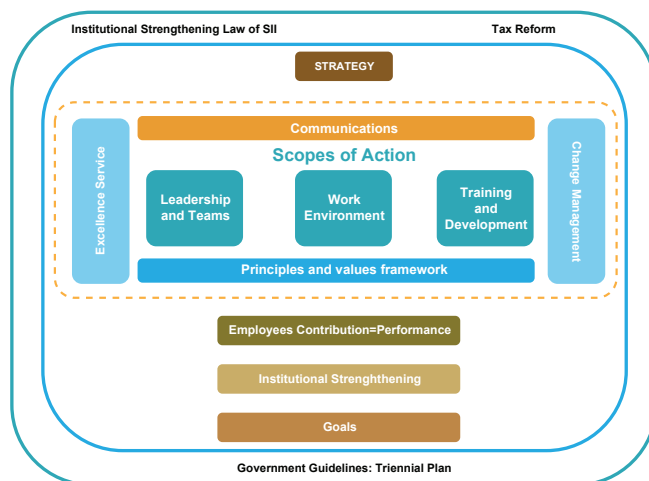 Institutional Strengthening Law of SII
Tax Reform
STRATEGY
Communications
Scopes of Action
Excellence Service
Leadership
and Teams
Work
Environment
Training
and
Development
Change Management
Principles and values framework
Employees Contribution=Performance
Institutional Strenghthening
Goals
Government Guidelines: Triennial Plan